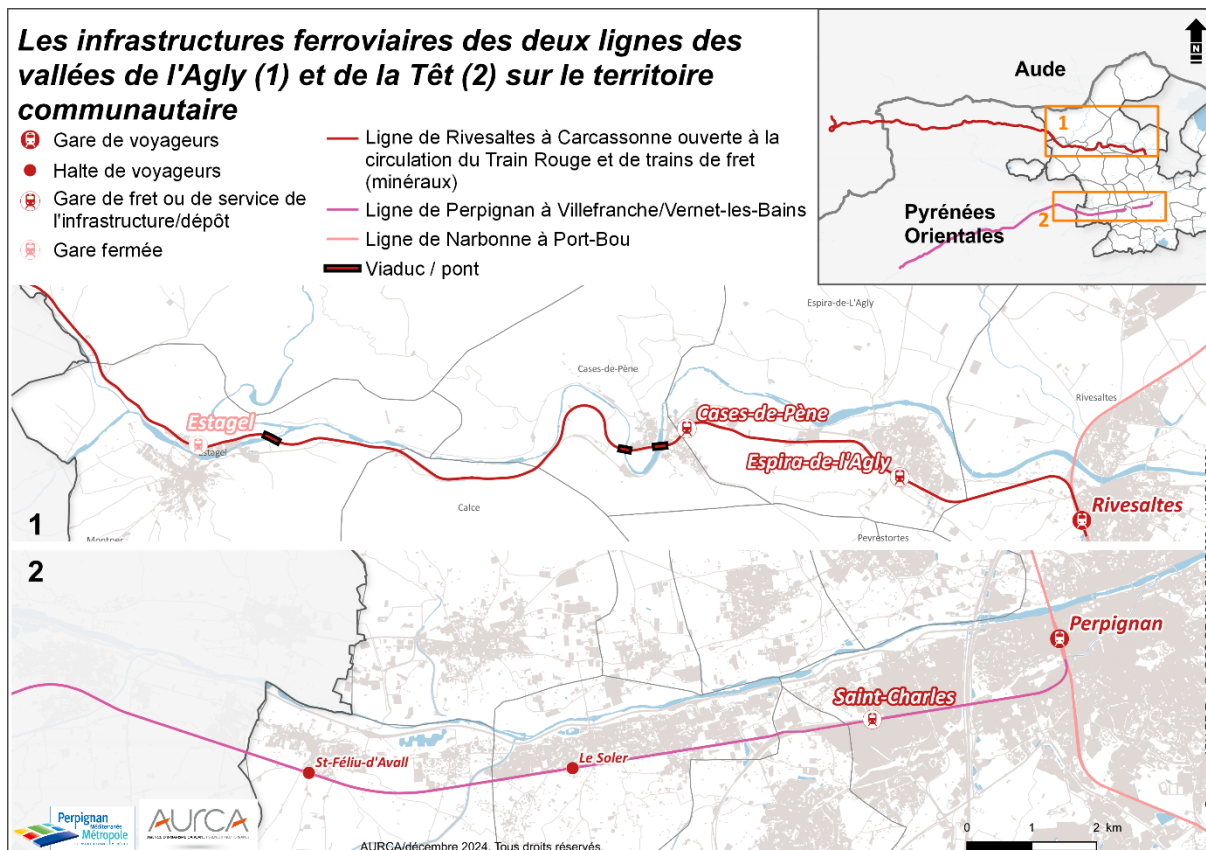 Les infrastructures ferroviaires des deux lignes des
vallées de l'Agly (1) et de la Têt (2) sur le territoire
communautaire
Gare de voyageurs
Halte de voyageurs
Gare de fret ou de service de
l'infrastructure/dépôt
Gare fermée
Ligne de Rivesaltes à Carcassonne ouverte à la
circulation du Train Rouge et de trains de fret
(minéraux)
Ligne de Perpignan à Villefranche/Vernet-les-Bains
Ligne de Narbonne à Port-Bou
Viaduc / pont
N
Aude
1
Pyrénées
Orientales
2
Espira-de-L'Agly
Cases-de-Pène
Rivesaltes
Estagel
Cases-de-Pène
Estagel
Espira-de-l'Agly
Rivesaltes
Calce
1
Montner
Peyrestortes
2
Perpignan
Saint-Charles
St-Féliu-d'Avall
Le Soler
Perpignan
Méditerranée
Métropole
AURCA
0 1 2 km
AURCA/décembre 2024. Tous droits réservés.